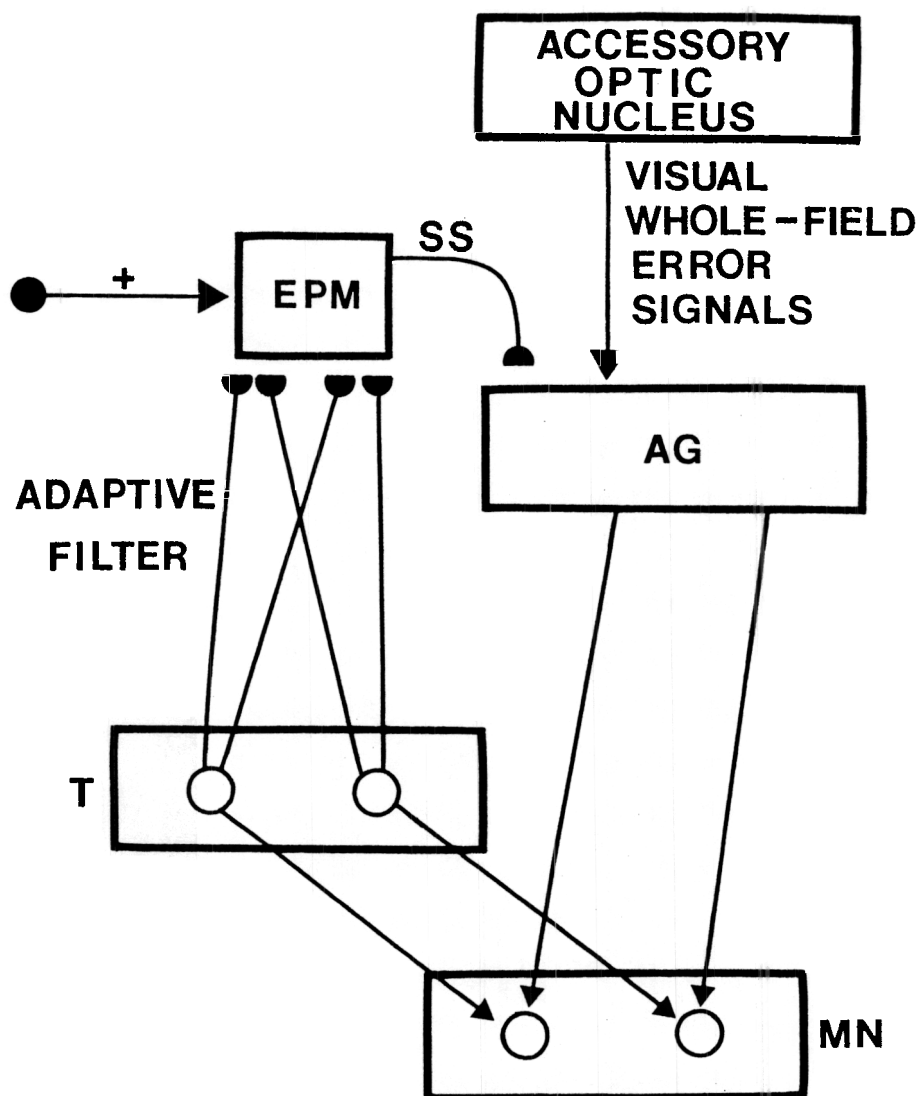 ACCESSORY
OPTIC
NUCLEUS
VISUAL
WHOLE-FIELD
ERROR
SIGNALS
SS
+
EPM
AG
ADAPTIVE
FILTER
T
MN